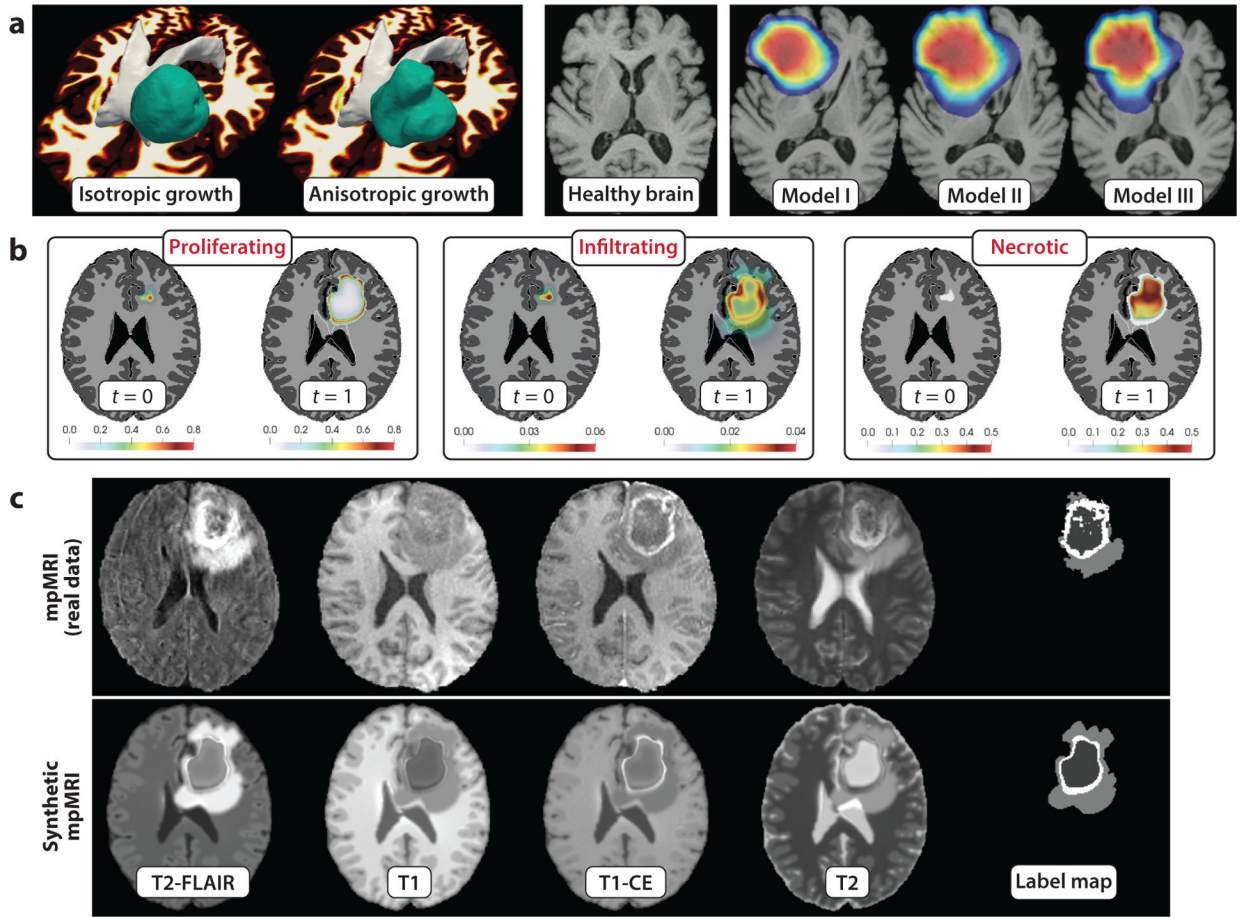 a
Isotropic growth
Anisotropic growth
Healthy brain
Model I
Model II
Model III
b
Proliferating
Infiltrating
Necrotic
t = 0
t = 1
t = 0
t = 1
t = 0
t = 1
0.0 0.2 0.4 0.6 0.8
0.0 0.2 0.4 0.6 0.8
0.00 0.03 0.06
0.00 0.02 0.04
0.0 0.1 0.2 0.3 0.4 0.5
0.0 0.1 0.2 0.3 0.4 0.5
c
mpMRI
(real data)
Synthetic
mpMRI
T2-FLAIR
T1
T1-CE
T2
Label map